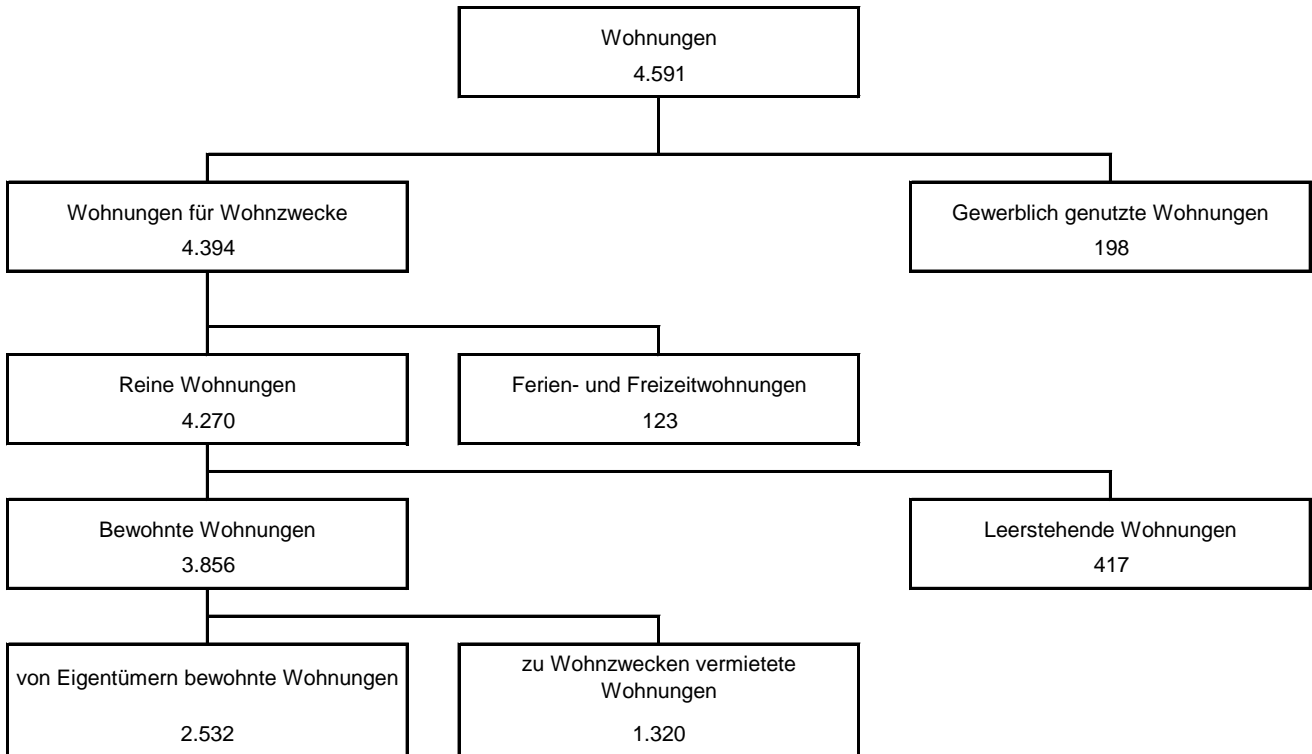 Wohnungen
4.591
Wohnungen für Wohnzwecke
4.394
Gewerblich genutzte Wohnungen
198
Reine Wohnungen
4.270
Ferien- und Freizeitwohnungen
123
Bewohnte Wohnungen
3.856
Leerstehende Wohnungen
417
von Eigentümern bewohnte Wohnungen
2.532
zu Wohnzwecken vermietete
Wohnungen
1.320